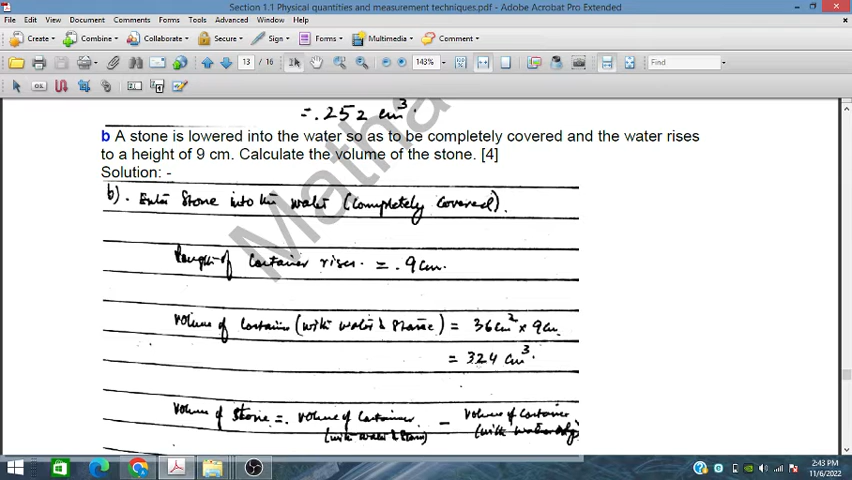 Section 1.1 Physical quantities and measurement techniques.pdf - Adobe Acrobat Pro Extended
File Edit View Document Comments Forms Tools Advanced Window Help
Create Combine Collaborate Secure Sign Forms Multimedia Comment
13 / 16 143% Find
= .252 cm³.
b A stone is lowered into the water so as to be completely covered and the water rises
to a height of 9 cm. Calculate the volume of the stone. [4]
Solution: -
b). Enter Stone into the water (completely covered).
Height of Container rises. = .9cm.
Volume of Container (with water & Stone) = 36cm² x 9cm
= 324 cm³.
Volume of Stone =. Volume of Container (with water & Stone) - Volume of Container (with water only)
Matha
2:43 PM
11/6/2022